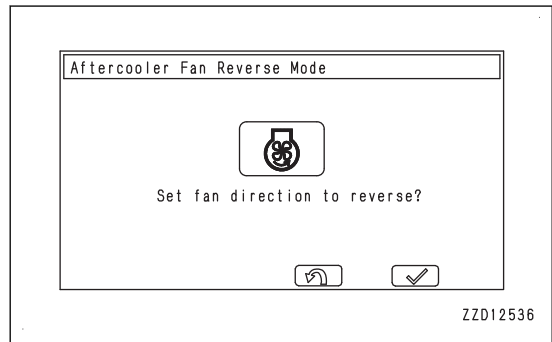 Aftercooler Fan Reverse Mode
Set fan direction to reverse?
ZZD12536